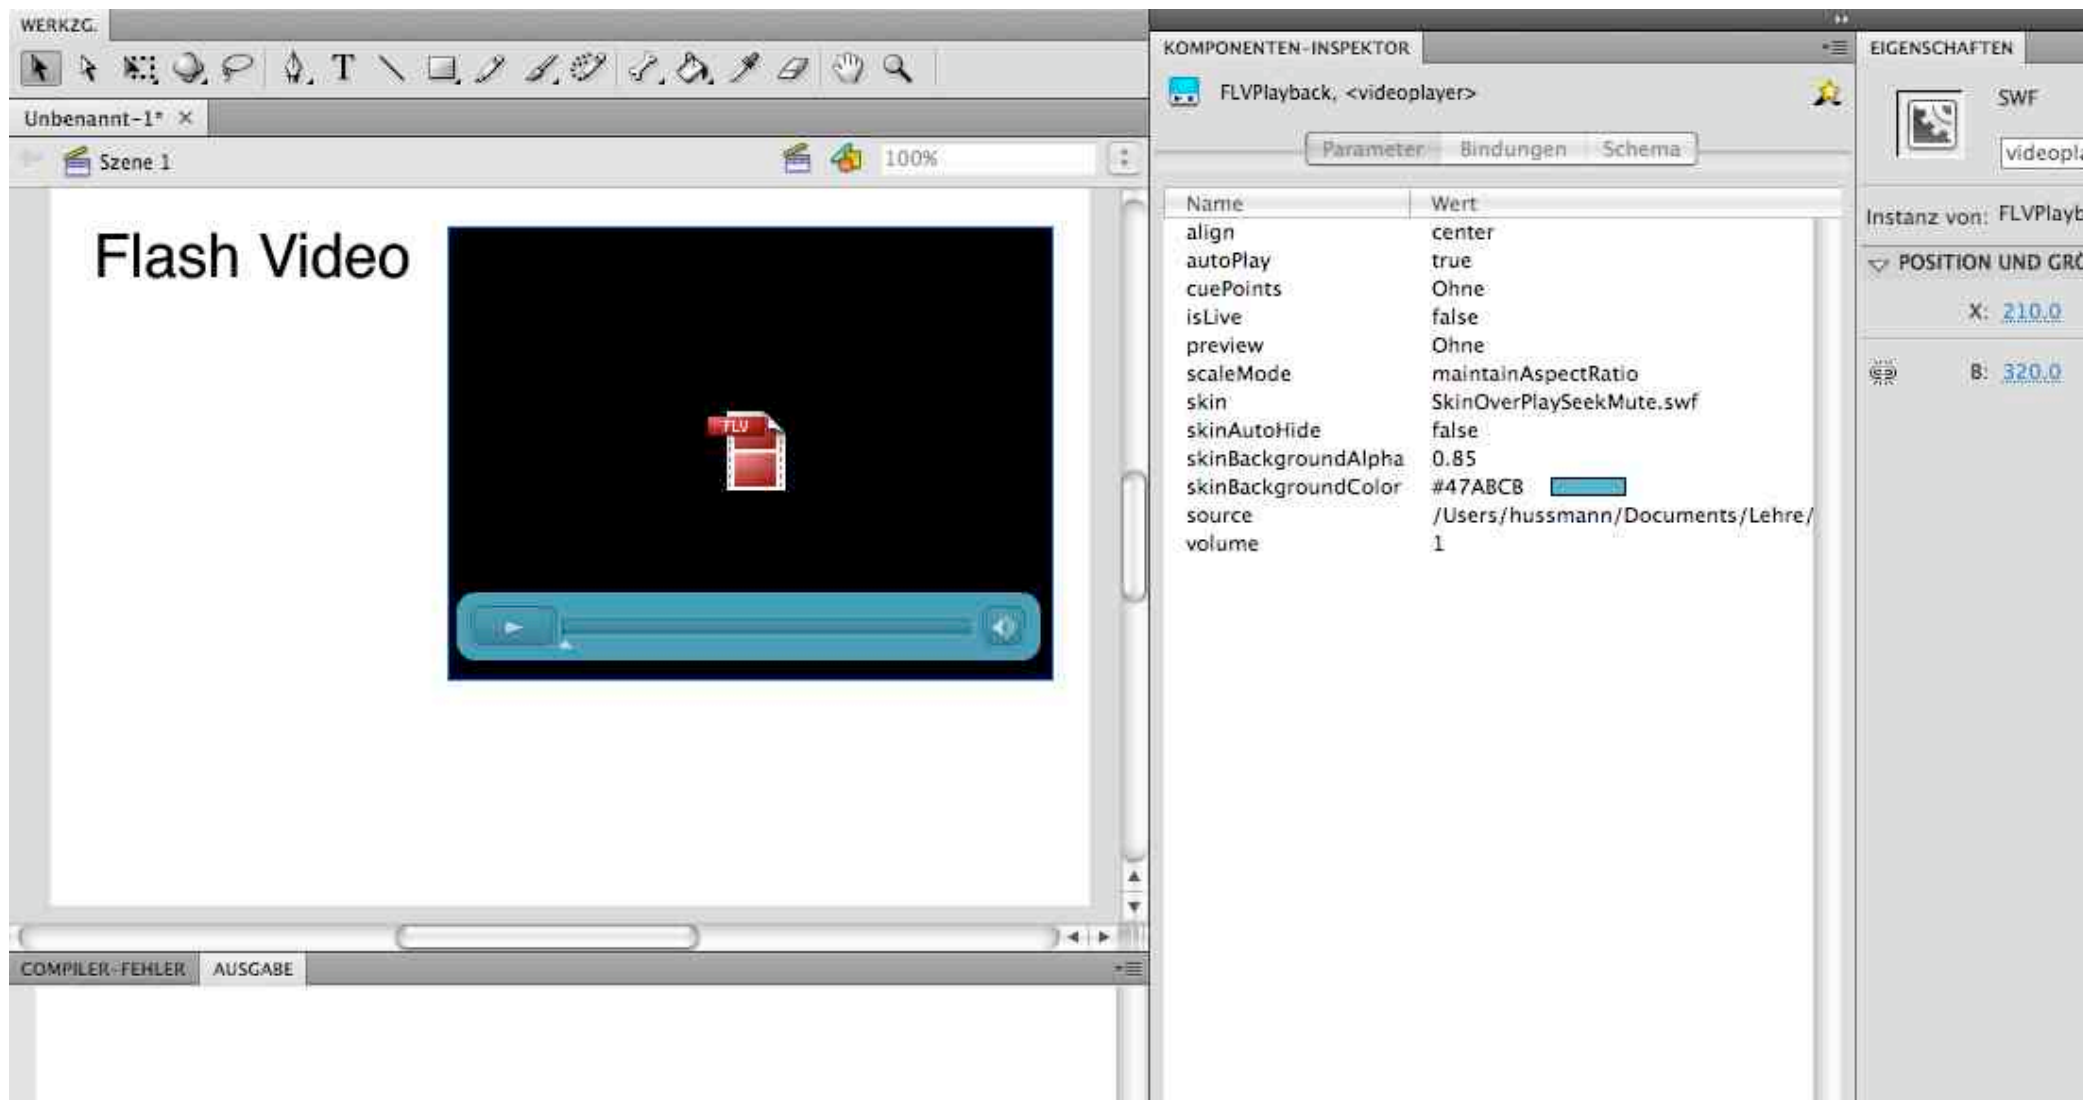 WERKZG.
T
Unbenannt-1* ×
Szene 1
100%
Flash Video
FLV
COMPILER-FEHLER AUSGABE
KOMPONENTEN-INSPEKTOR
FLVPlayback, <videoplayer>
Parameter Bindungen Schema
Name Wert
align center
autoPlay true
cuePoints Ohne
isLive false
preview Ohne
scaleMode maintainAspectRatio
skin SkinOverPlaySeekMute.swf
skinAutoHide false
skinBackgroundAlpha 0.85
skinBackgroundColor #47ABCB
source /Users/hussmann/Documents/Lehre/
volume 1
EIGENSCHAFTEN
SWF
videopla
Instanz von: FLVPlayb
POSITION UND GRÖ
X: 210.0
B: 320.0